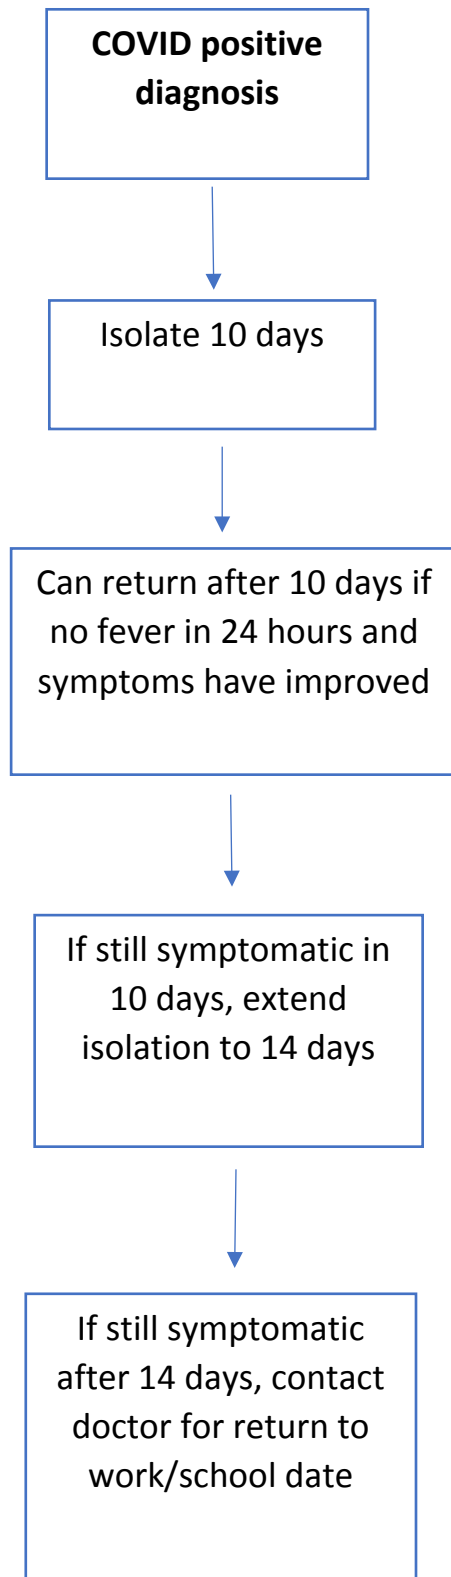 COVID positive
diagnosis
Isolate 10 days
Can return after 10 days if
no fever in 24 hours and
symptoms have improved
If still symptomatic in
10 days, extend
isolation to 14 days
If still symptomatic
after 14 days, contact
doctor for return to
work/school date